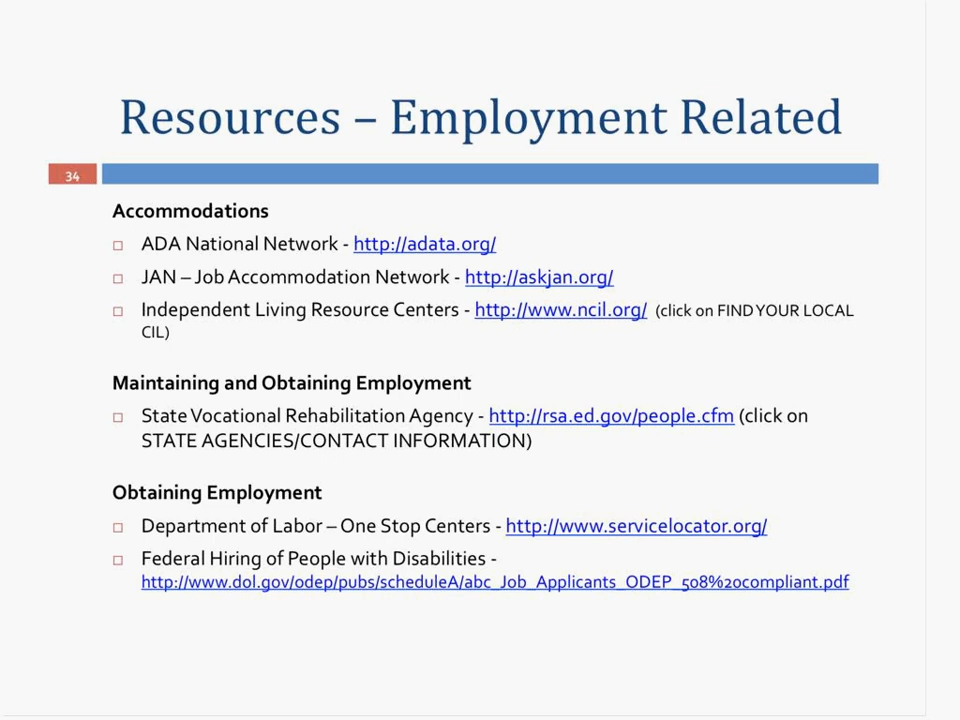 Resources – Employment Related
34
Accommodations
□ ADA National Network - http://adata.org/
□ JAN – Job Accommodation Network - http://askjan.org/
□ Independent Living Resource Centers - http://www.ncil.org/ (click on FIND YOUR LOCAL
CIL)
Maintaining and Obtaining Employment
□ State Vocational Rehabilitation Agency - http://rsa.ed.gov/people.cfm (click on
STATE AGENCIES/CONTACT INFORMATION)
Obtaining Employment
□ Department of Labor – One Stop Centers - http://www.servicelocator.org/
□ Federal Hiring of People with Disabilities -
http://www.dol.gov/odep/pubs/scheduleA/abc_Job_Applicants_ODEP_508%20compliant.pdf